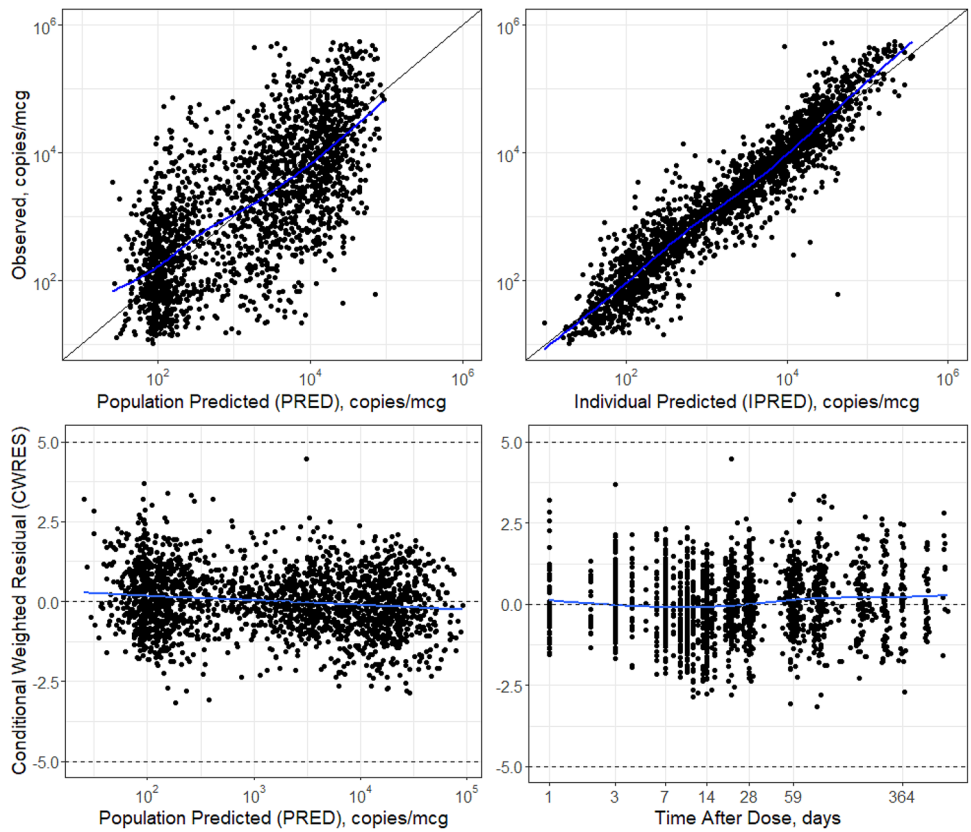 10^6
10^4
10^2
10^2 10^4 10^6
Observed, copies/mcg
Population Predicted (PRED), copies/mcg
10^6
10^4
10^2
10^2 10^4 10^6
Individual Predicted (IPRED), copies/mcg
5.0
2.5
0.0
-2.5
-5.0
10^2 10^3 10^4 10^5
Conditional Weighted Residual (CWRES)
Population Predicted (PRED), copies/mcg
5.0
2.5
0.0
-2.5
-5.0
1 3 7 14 28 59 364
Time After Dose, days